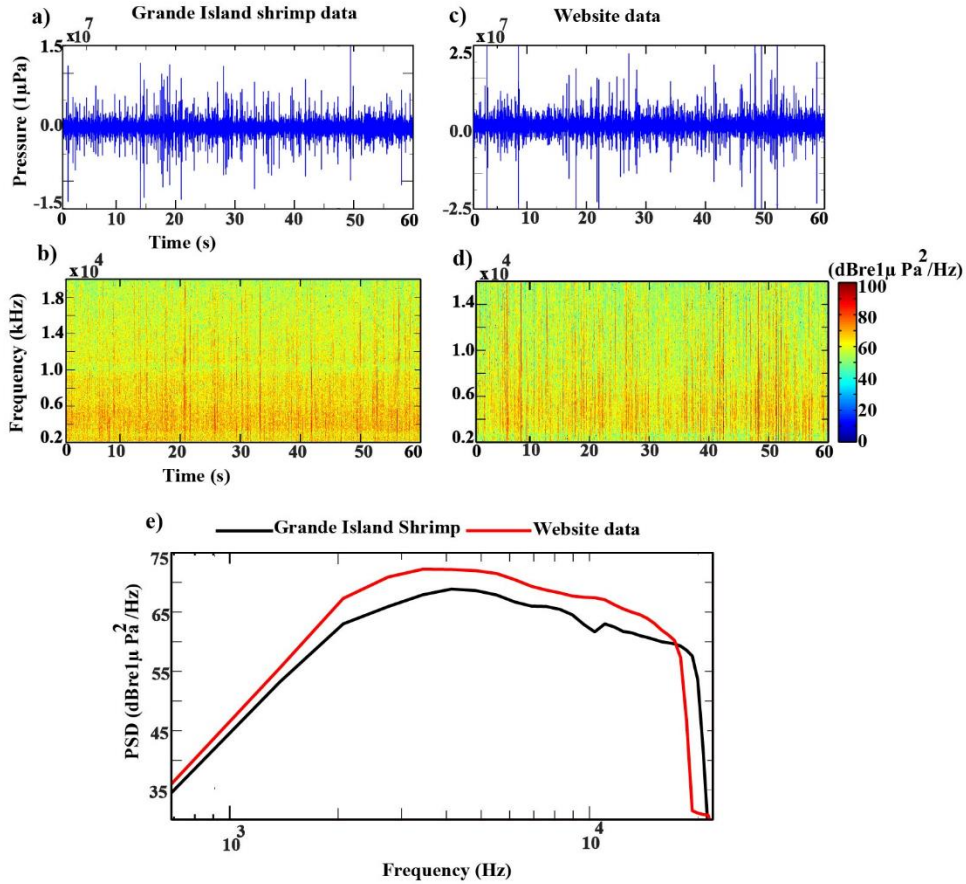 a) Grande Island shrimp data
x10^7
1.5
0.0
-1.5
Pressure (1µPa)
0 10 20 30 40 50 60
Time (s)
c) Website data
x10^7
2.5
0.0
-2.5
0 10 20 30 40 50 60
b)
x10^4
1.8
1.4
1.0
0.6
0.2
Frequency (kHz)
0 10 20 30 40 50 60
Time (s)
d)
x10^4
1.4
1.0
0.6
0.2
0 10 20 30 40 50 60
(dBre1µ Pa^2/Hz)
100
80
60
40
20
0
e)
Grande Island Shrimp Website data
75
65
55
45
35
PSD (dBre1µ Pa^2/Hz)
10^3 10^4
Frequency (Hz)